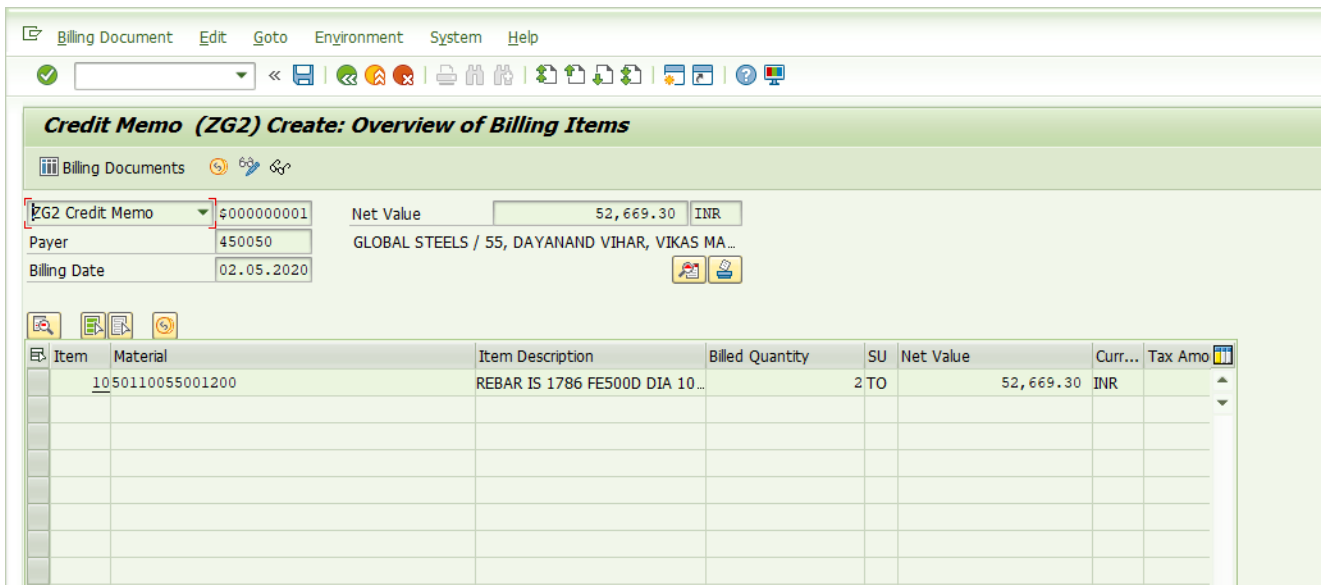 Billing Document Edit Goto Environment System Help
Credit Memo (ZG2) Create: Overview of Billing Items
Billing Documents
ZG2 Credit Memo $000000001 Net Value 52,669.30 INR
Payer 450050 GLOBAL STEELS / 55, DAYANAND VIHAR, VIKAS MA...
Billing Date 02.05.2020
Item Material Item Description Billed Quantity SU Net Value Curr... Tax Amo
10 50110055001200 REBAR IS 1786 FE500D DIA 10... 2 TO 52,669.30 INR